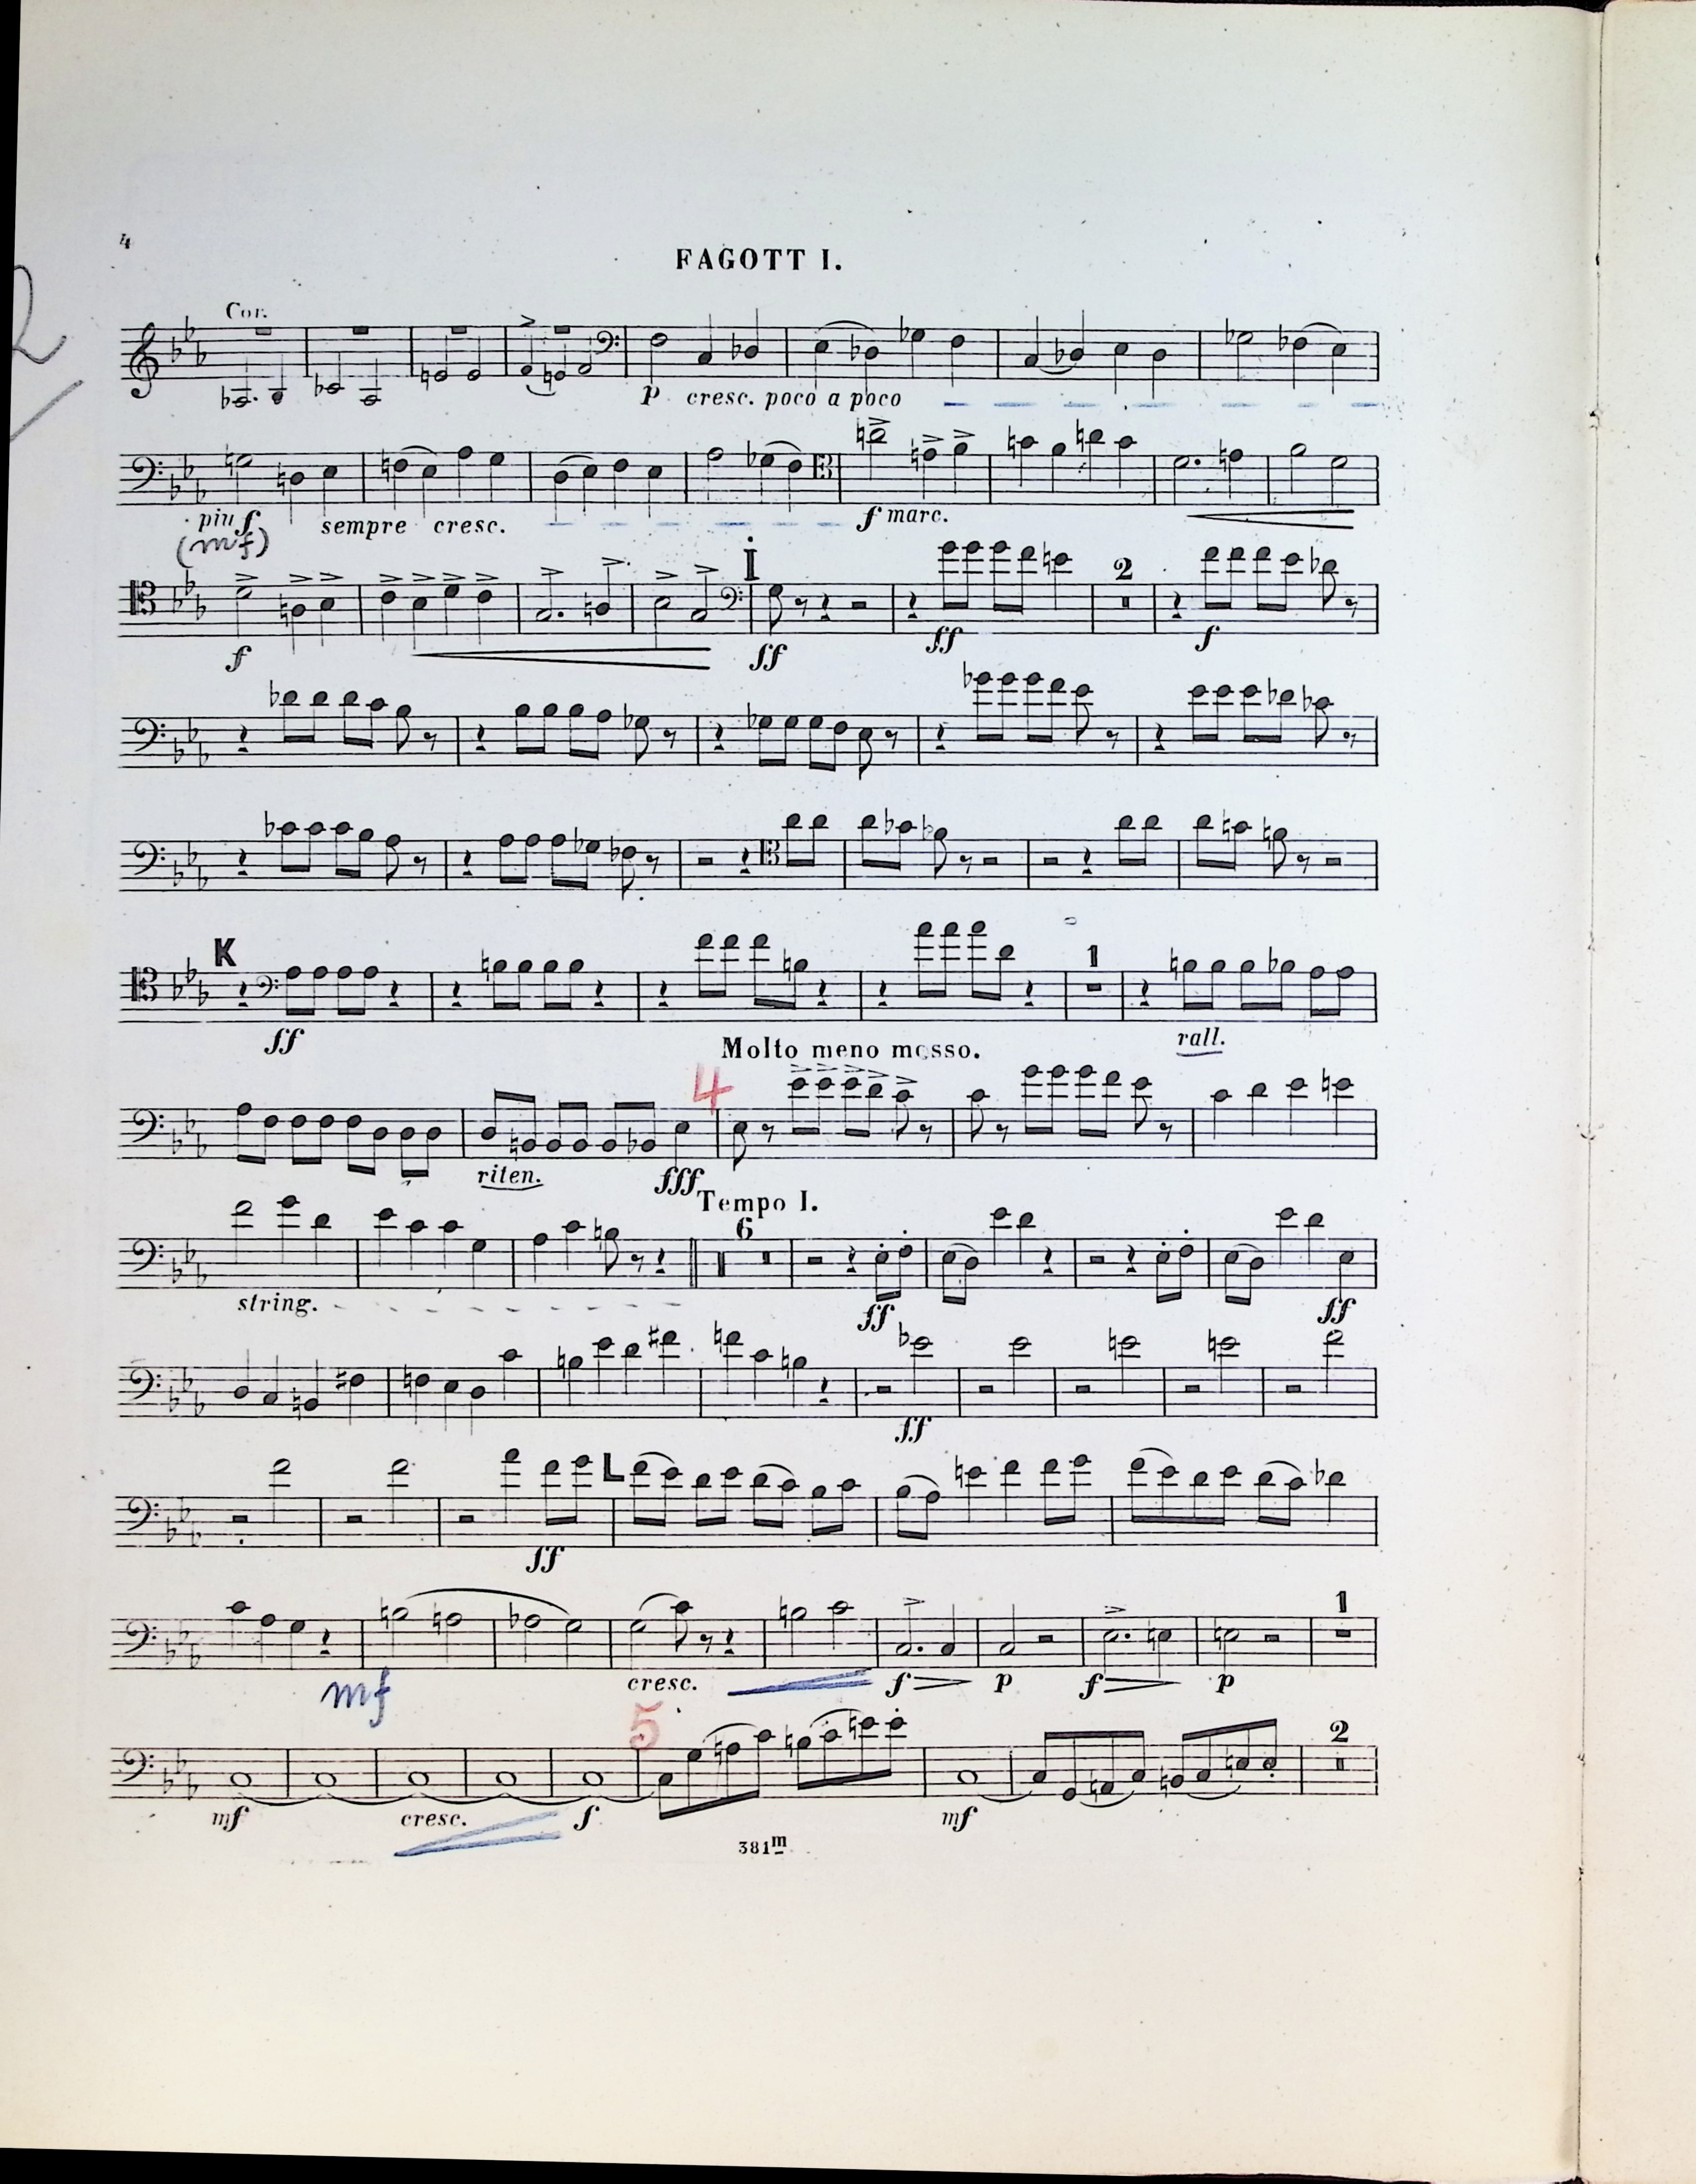 4
FAGOTT I.
2
Cor.
p cresc. poco a poco
piu f sempre cresc. f marc.
(mf)
I
2
f ff ff f
K
1
ff rall.
Molto meno mosso.
4
riten. fff
Tempo I.
6
string. ff ff
ff
L
ff
1
mf cresc. f p f p
5
2
mf cresc. f mf
381m